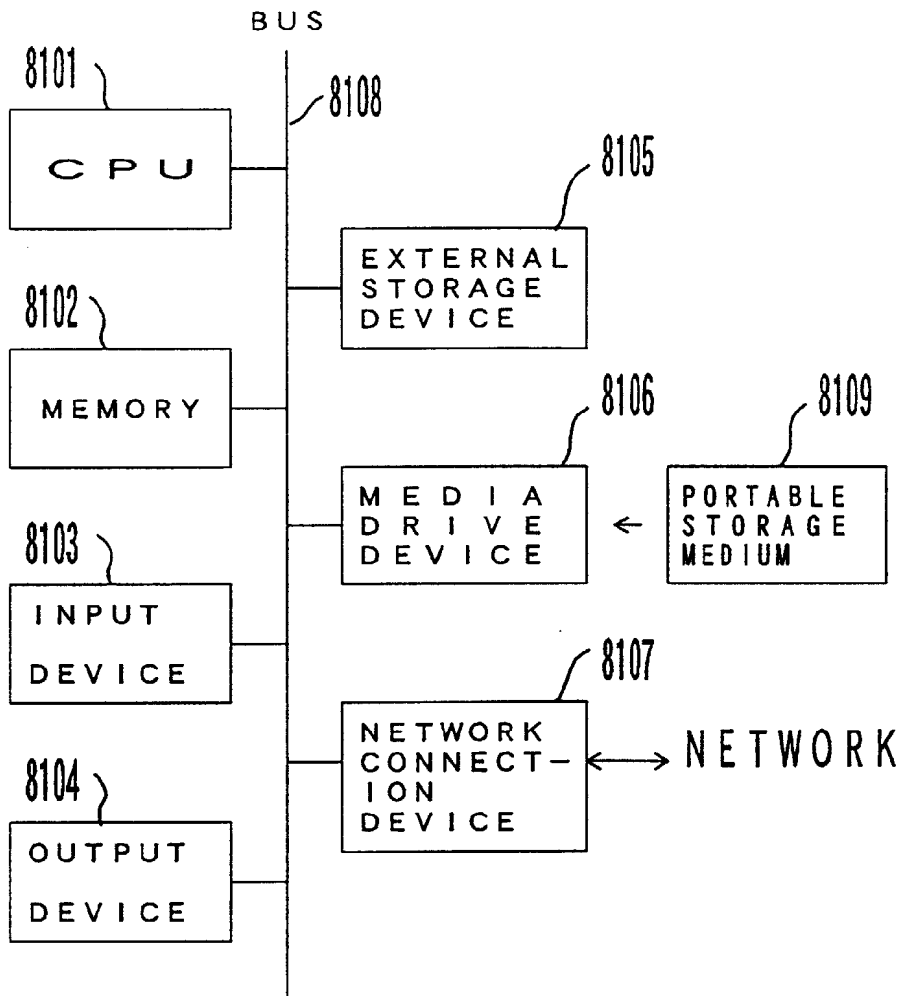 BUS
8101
8108
CPU
8105
EXTERNAL
STORAGE
DEVICE
8102
MEMORY
8106
MEDIA
DRIVE
DEVICE
8109
PORTABLE
STORAGE
MEDIUM
8103
INPUT
DEVICE
8107
NETWORK
CONNECT-
ION
DEVICE
NETWORK
8104
OUTPUT
DEVICE